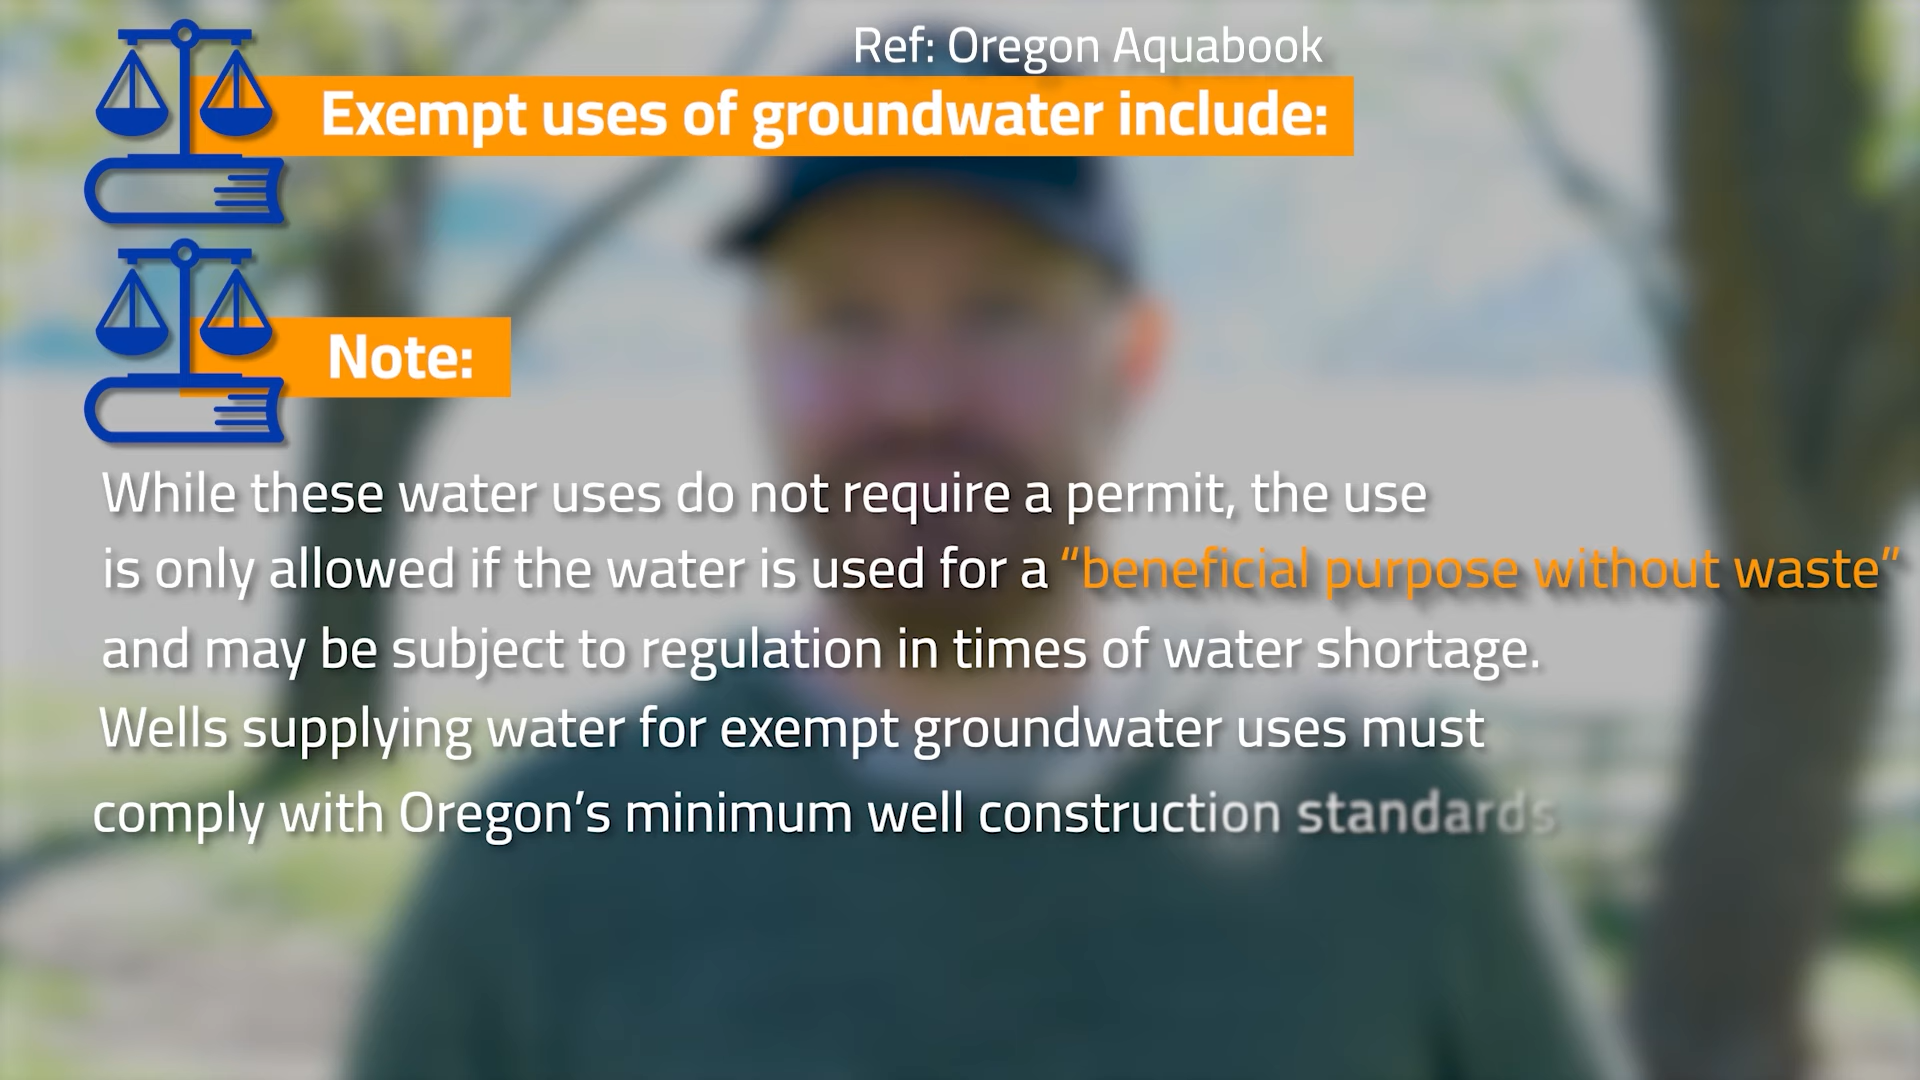 Ref: Oregon Aquabook
Exempt uses of groundwater include:
Note:
While these water uses do not require a permit, the use
is only allowed if the water is used for a “beneficial purpose without waste”
and may be subject to regulation in times of water shortage.
Wells supplying water for exempt groundwater uses must
comply with Oregon’s minimum well construction standards